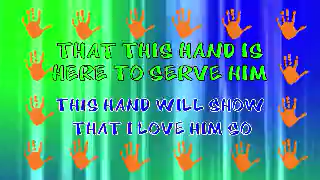 THAT THIS HAND IS
HERE TO SERVE HIM
THIS HAND WILL SHOW
THAT I LOVE HIM SO